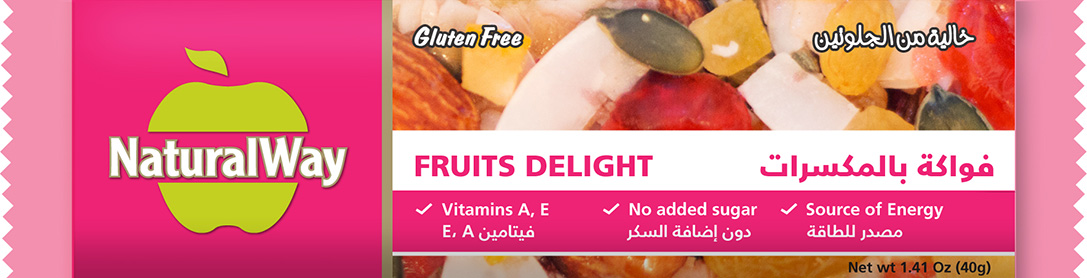 Gluten Free
خالية من الجلوتين
NaturalWay
FRUITS DELIGHT
فواكة بالمكسرات
✓ Vitamins A, E
فيتامين E، A
✓ No added sugar
دون إضافة السكر
✓ Source of Energy
مصدر للطاقة
Net wt 1.41 Oz (40g)